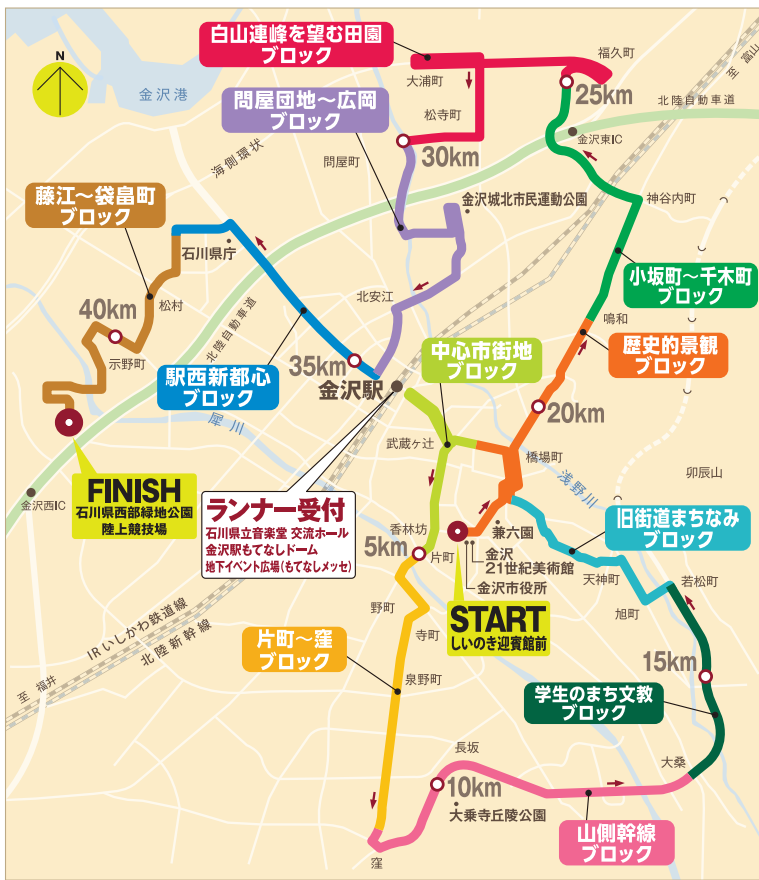 白山連峰を望む田園
ブロック
福久町
至 富山
N
大浦町
25km
金沢港
問屋団地～広岡
ブロック
松寺町
北陸自動車道
金沢東IC
30km
海側環状
問屋町
神谷内町
藤江～袋畠町
ブロック
金沢城北市民運動公園
石川県庁
小坂町～千木町
ブロック
北安江
松村
40km
北陸自動車道
鳴和
中心市街地
ブロック
歴史的景観
ブロック
示野町
35km
金沢駅
駅西新都心
ブロック
20km
犀川
武蔵ヶ辻
橋場町
浅野川
卯辰山
FINISH
石川県西部緑地公園
陸上競技場
金沢西IC
ランナー受付
石川県立音楽堂 交流ホール
金沢駅もてなしドーム
地下イベント広場(もてなしメッセ)
香林坊
兼六園
旧街道まちなみ
ブロック
5km
片町
金沢
21世紀美術館
金沢市役所
天神町
若松町
旭町
野町
START
しいのき迎賓館前
寺町
IRいしかわ鉄道線
北陸新幹線
片町～窪
ブロック
泉野町
15km
至 福井
学生のまち文教
ブロック
長坂
大桑
10km
大乗寺丘陵公園
山側幹線
ブロック
窪